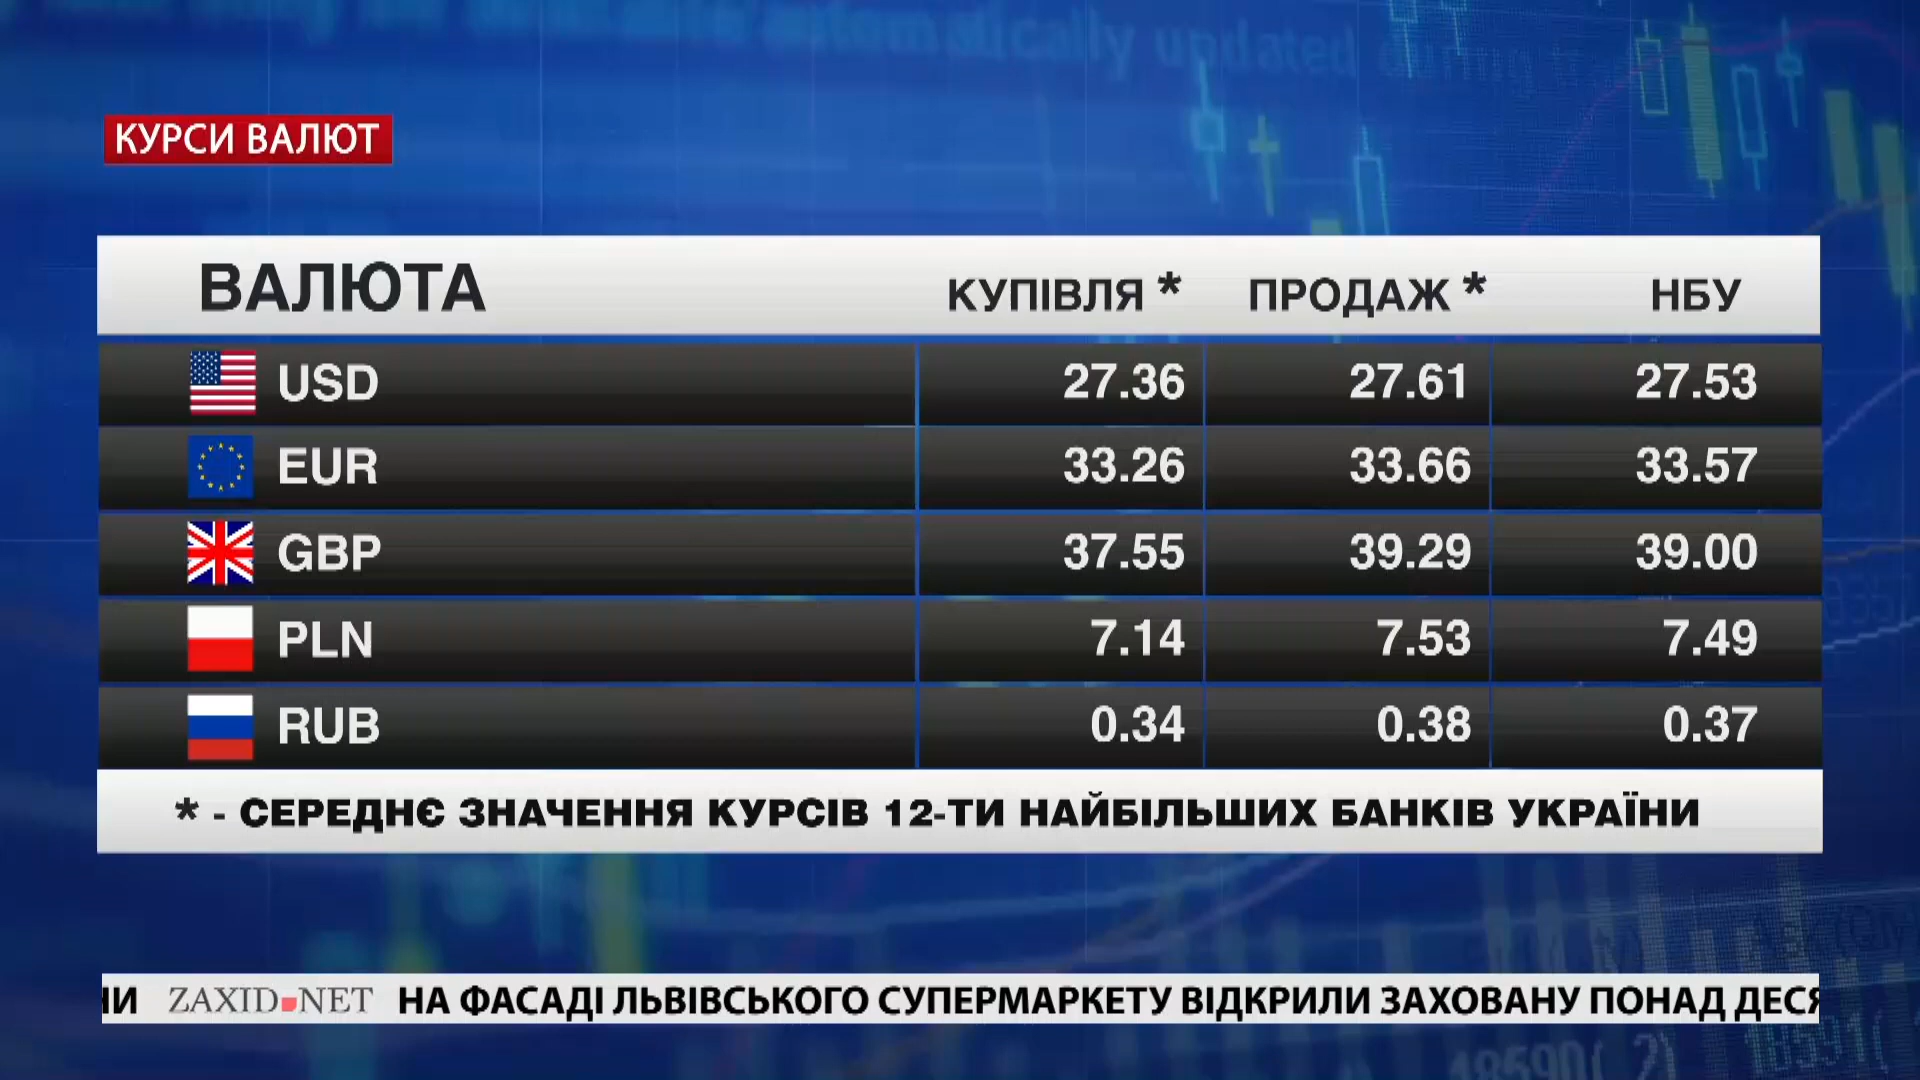 automatically updated during
КУРСИ ВАЛЮТ
ВАЛЮТА КУПІВЛЯ * ПРОДАЖ * НБУ
USD 27.36 27.61 27.53
EUR 33.26 33.66 33.57
GBP 37.55 39.29 39.00
PLN 7.14 7.53 7.49
RUB 0.34 0.38 0.37
* - СЕРЕДНЄ ЗНАЧЕННЯ КУРСІВ 12-ТИ НАЙБІЛЬШИХ БАНКІВ УКРАЇНИ
ZAXID.NET НА ФАСАДІ ЛЬВІВСЬКОГО СУПЕРМАРКЕТУ ВІДКРИЛИ ЗАХОВАНУ ПОНАД